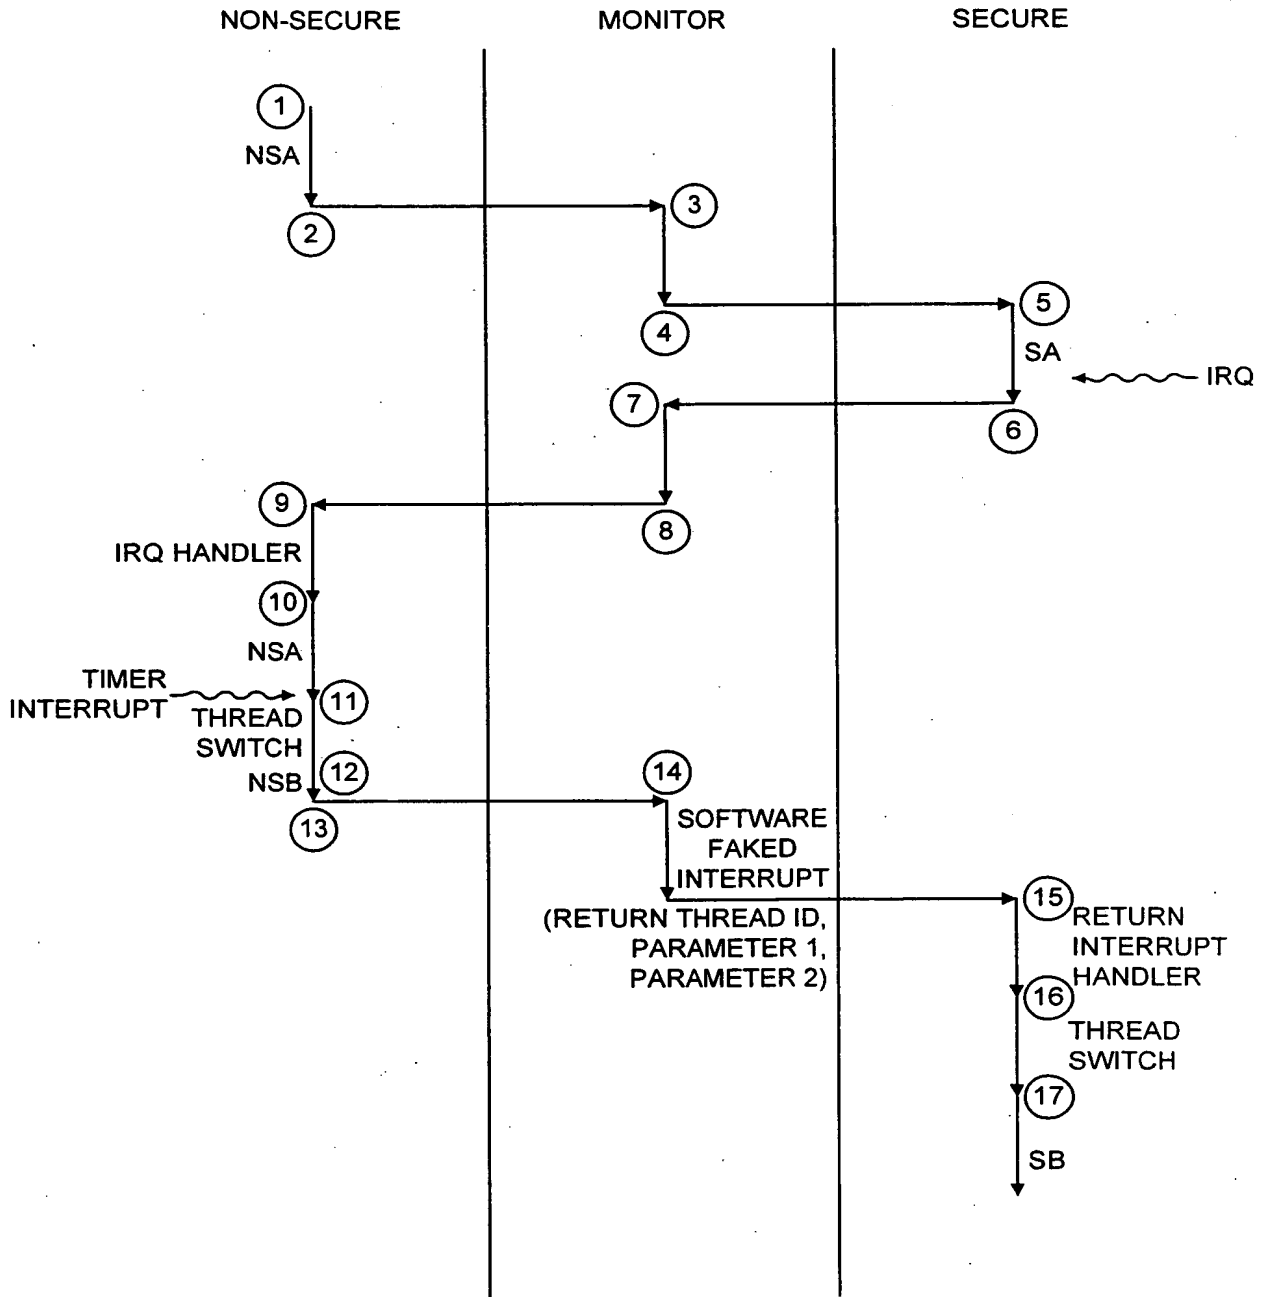 NON-SECURE
MONITOR
SECURE
1
NSA
2
3
4
5
SA
IRQ
6
7
8
9
IRQ HANDLER
10
NSA
TIMER
INTERRUPT
11
THREAD
SWITCH
NSB
12
13
14
SOFTWARE
FAKED
INTERRUPT
(RETURN THREAD ID,
PARAMETER 1,
PARAMETER 2)
15
RETURN
INTERRUPT
HANDLER
16
THREAD
SWITCH
17
SB